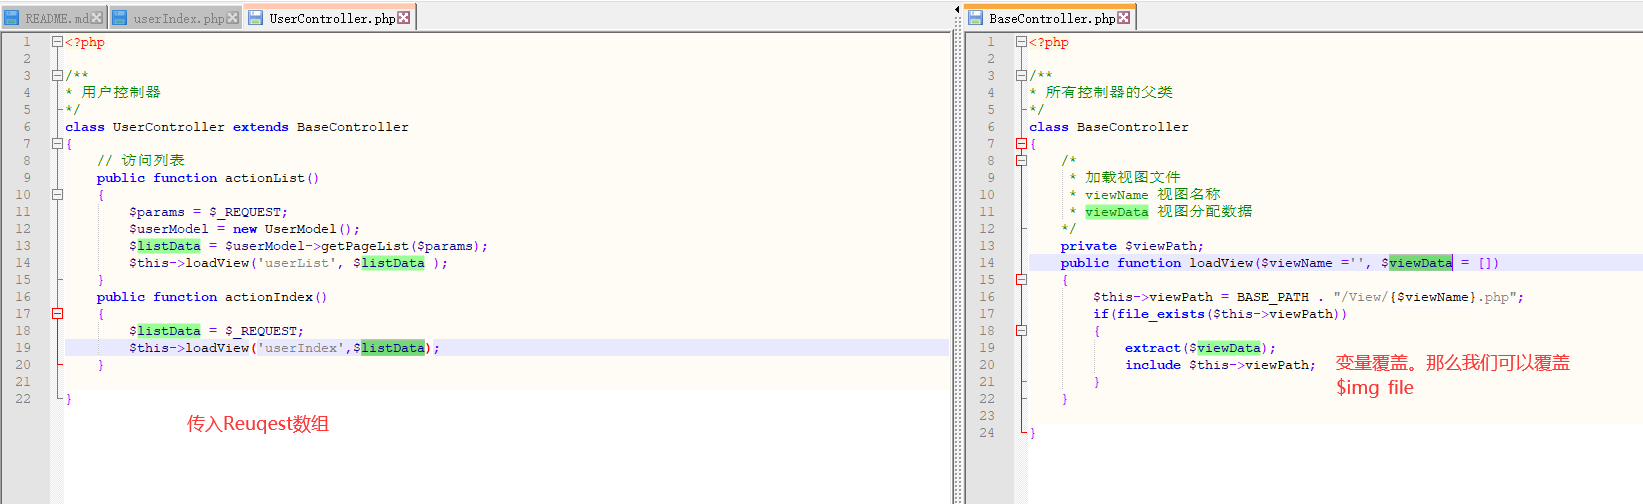 README.md
userIndex.php
UserController.php
1 <?php
2
3 /**
4 * 用户控制器
5 */
6 class UserController extends BaseController
7 {
8 // 访问列表
9 public function actionList()
10 {
11 $params = $_REQUEST;
12 $userModel = new UserModel();
13 $listData = $userModel->getPageList($params);
14 $this->loadView('userList', $listData );
15 }
16 public function actionIndex()
17 {
18 $listData = $_REQUEST;
19 $this->loadView('userIndex',$listData);
20 }
21
22 }
传入Reuqest数组
BaseController.php
1 <?php
2
3 /**
4 * 所有控制器的父类
5 */
6 class BaseController
7 {
8 /*
9 * 加载视图文件
10 * viewName 视图名称
11 * viewData 视图分配数据
12 */
13 private $viewPath;
14 public function loadView($viewName ='', $viewData = [])
15 {
16 $this->viewPath = BASE_PATH . "/View/{$viewName}.php";
17 if(file_exists($this->viewPath))
18 {
19 extract($viewData);
20 include $this->viewPath;
21 }
22 }
23
24 }
变量覆盖。那么我们可以覆盖
$img file